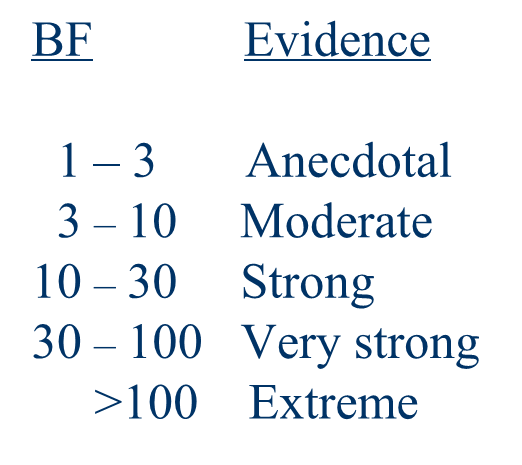 BF Evidence
1 – 3 Anecdotal
3 – 10 Moderate
10 – 30 Strong
30 – 100 Very strong
>100 Extreme